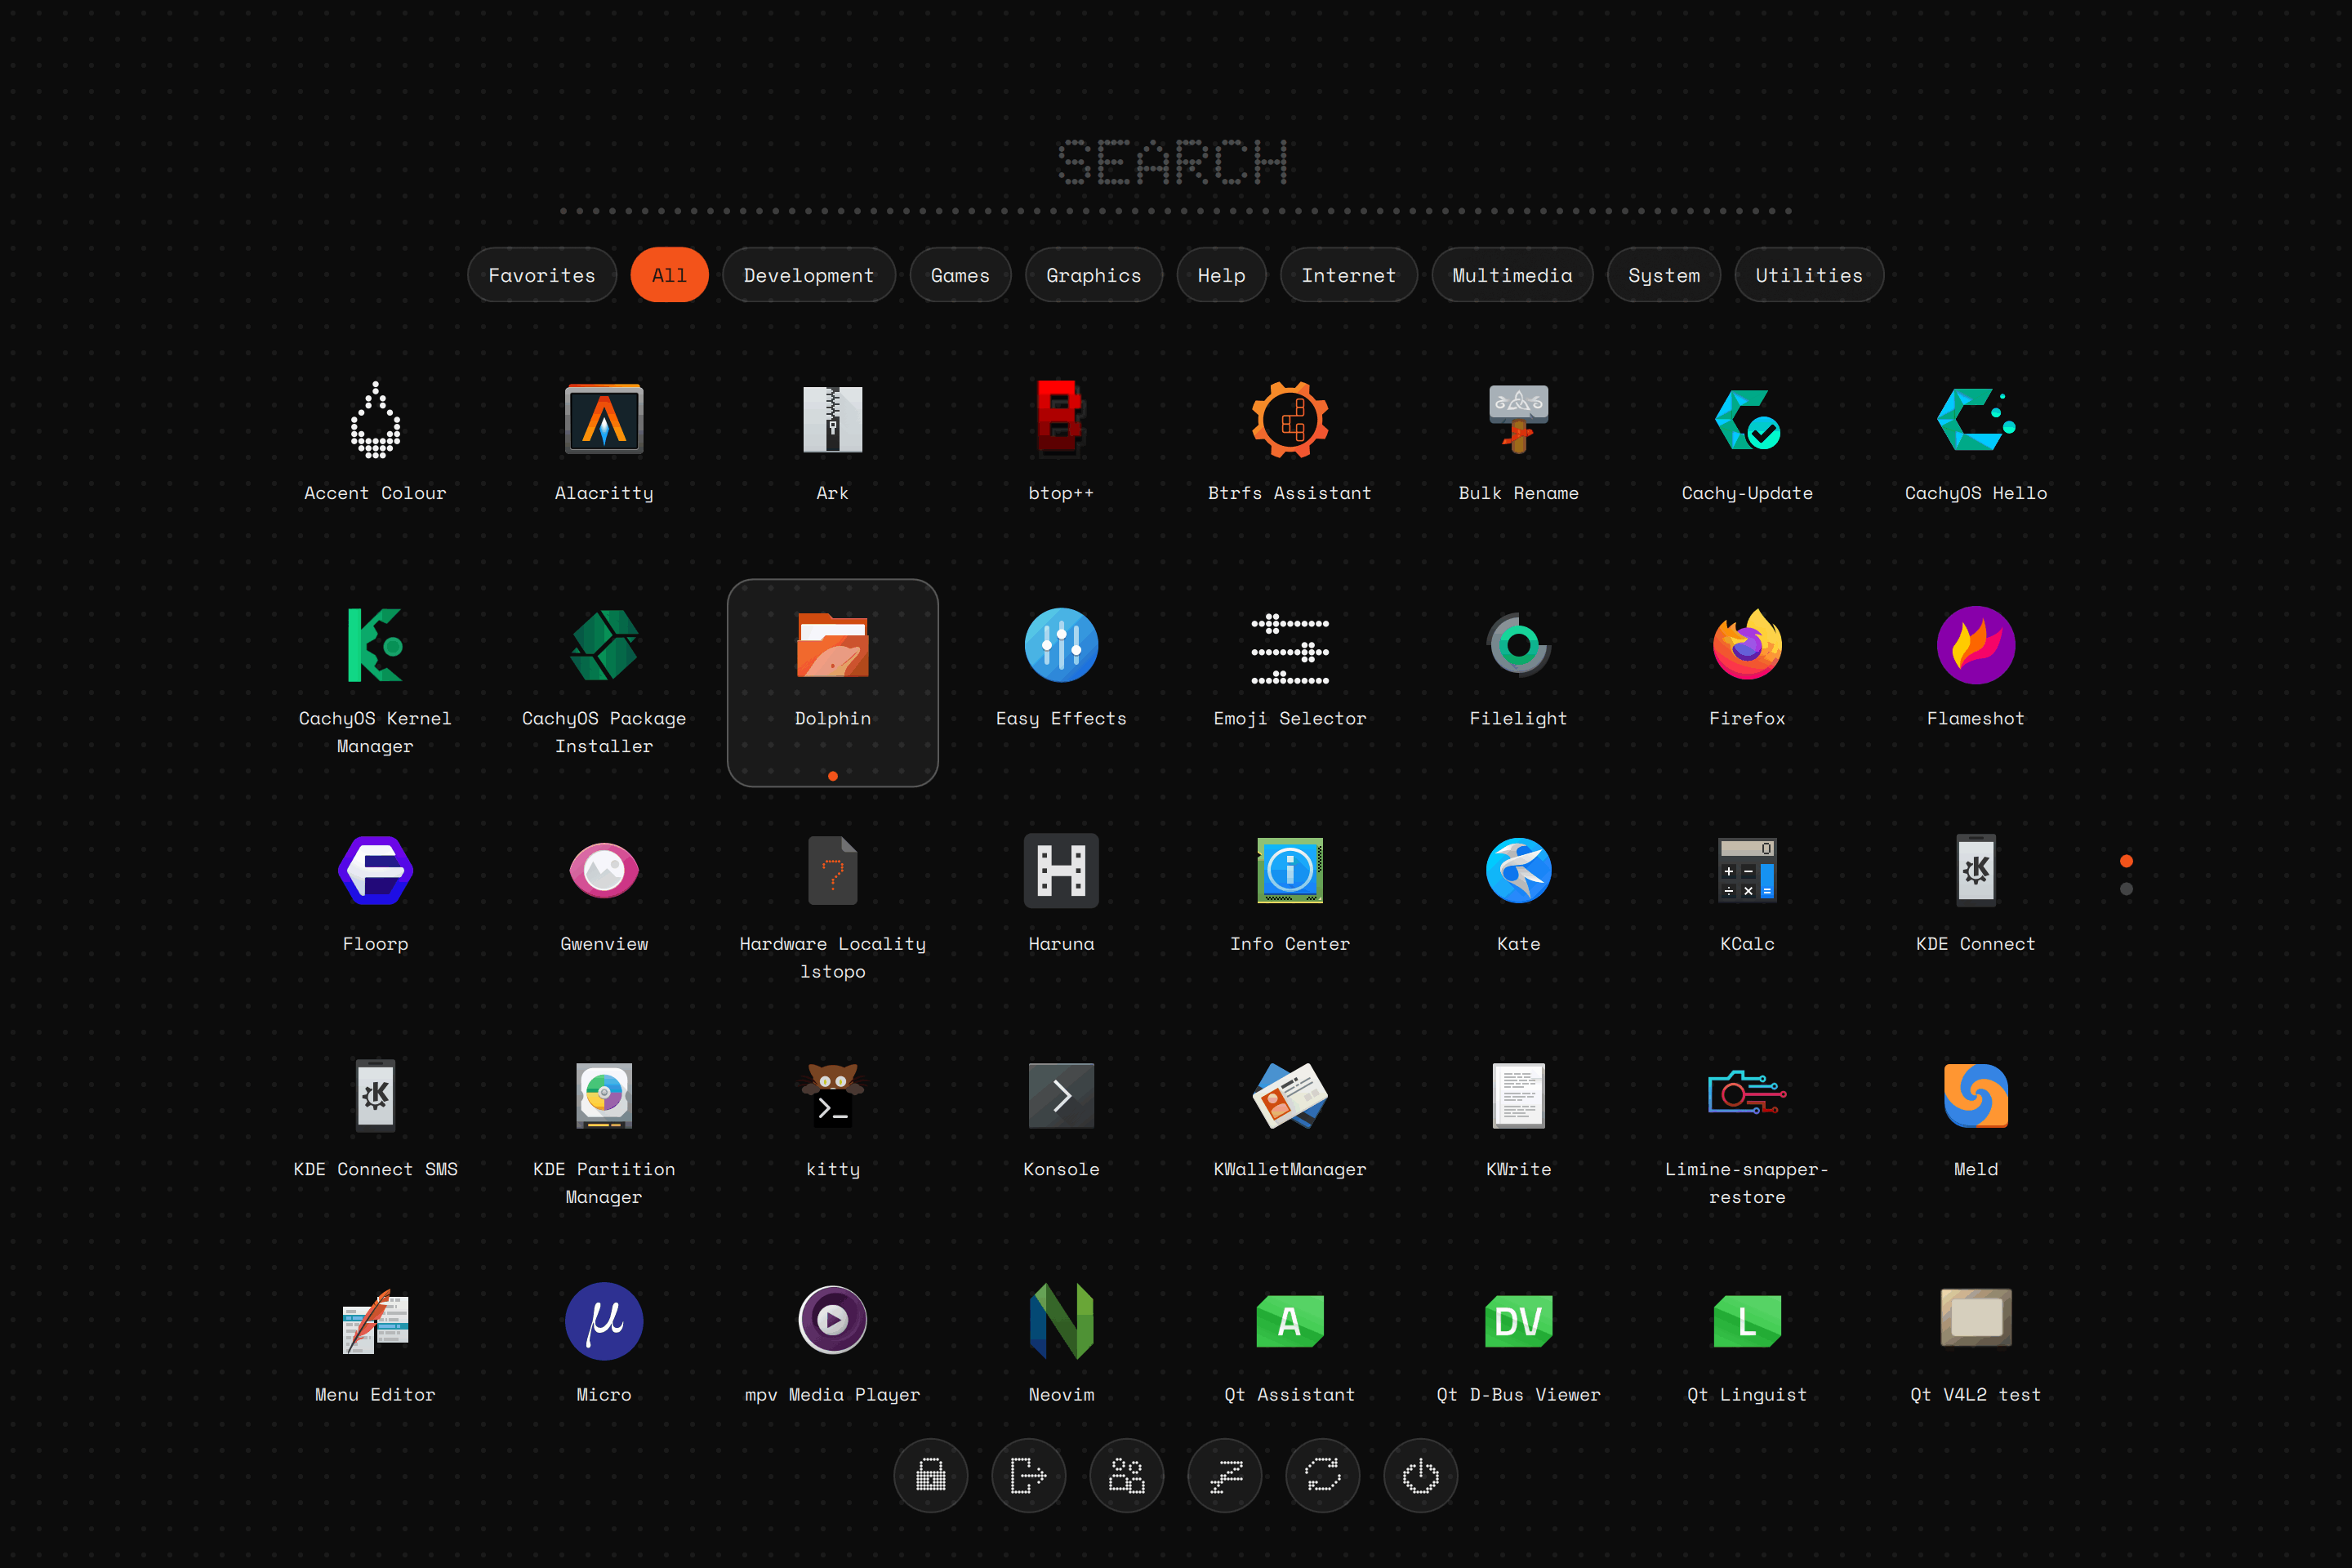 SEARCH
Favorites All Development Games Graphics Help Internet Multimedia System Utilities
Accent Colour Alacritty Ark btop++ Btrfs Assistant Bulk Rename Cachy-Update CachyOS Hello
CachyOS Kernel Manager
CachyOS Package Installer
Dolphin
Easy Effects
Emoji Selector
Filelight
Firefox
Flameshot
Floorp
Gwenview
?
Hardware Locality lstopo
Haruna
Info Center
Kate
0
KCalc
KDE Connect
KDE Connect SMS
KDE Partition Manager
>_
kitty
Konsole
KWalletManager
KWrite
Limine-snapper-
restore
Meld
Menu Editor
μ
Micro
mpv Media Player
Neovim
A
Qt Assistant
DV
Qt D-Bus Viewer
L
Qt Linguist
Qt V4L2 test